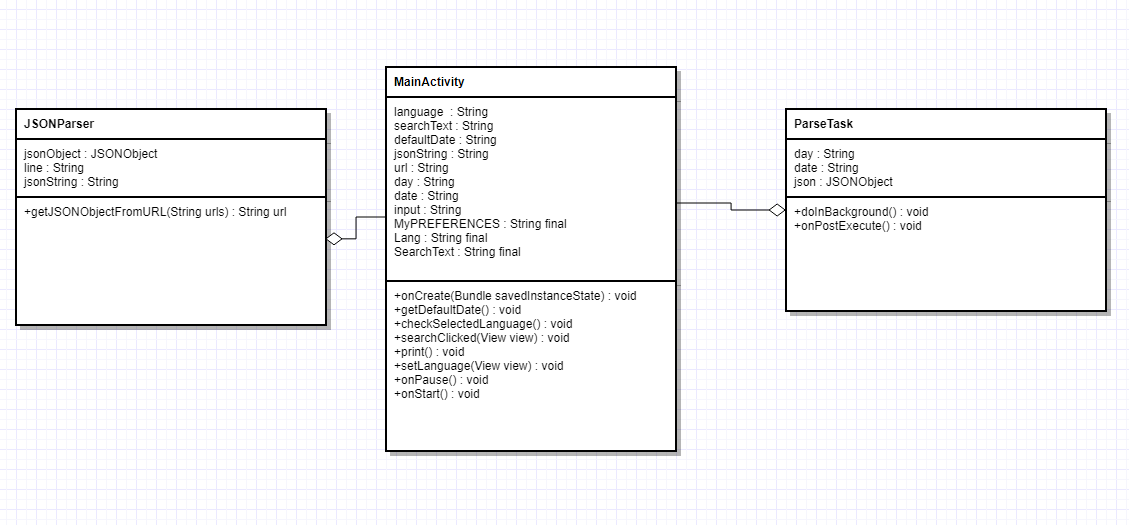 JSONParser
jsonObject : JSONObject
line : String
jsonString : String
+getJSONObjectFromURL(String urls) : String url
MainActivity
language : String
searchText : String
defaultDate : String
jsonString : String
url : String
day : String
date : String
input : String
MyPREFERENCES : String final
Lang : String final
SearchText : String final
+onCreate(Bundle savedInstanceState) : void
+getDefaultDate() : void
+checkSelectedLanguage() : void
+searchClicked(View view) : void
+print() : void
+setLanguage(View view) : void
+onPause() : void
+onStart() : void
ParseTask
day : String
date : String
json : JSONObject
+doInBackground() : void
+onPostExecute() : void